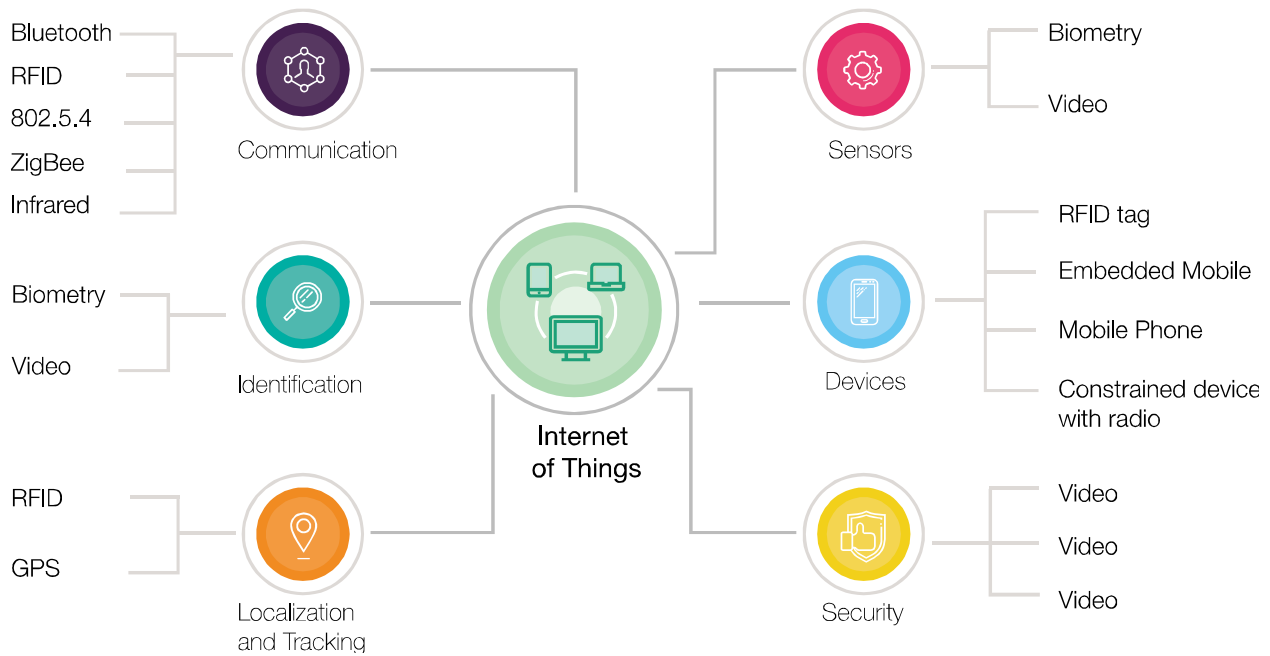 Bluetooth
RFID
802.5.4
ZigBee
Infrared
Communication
Biometry
Video
Identification
RFID
GPS
Localization
and Tracking
Internet
of Things
Biometry
Video
Sensors
RFID tag
Embedded Mobile
Mobile Phone
Constrained device
with radio
Devices
Video
Video
Video
Security